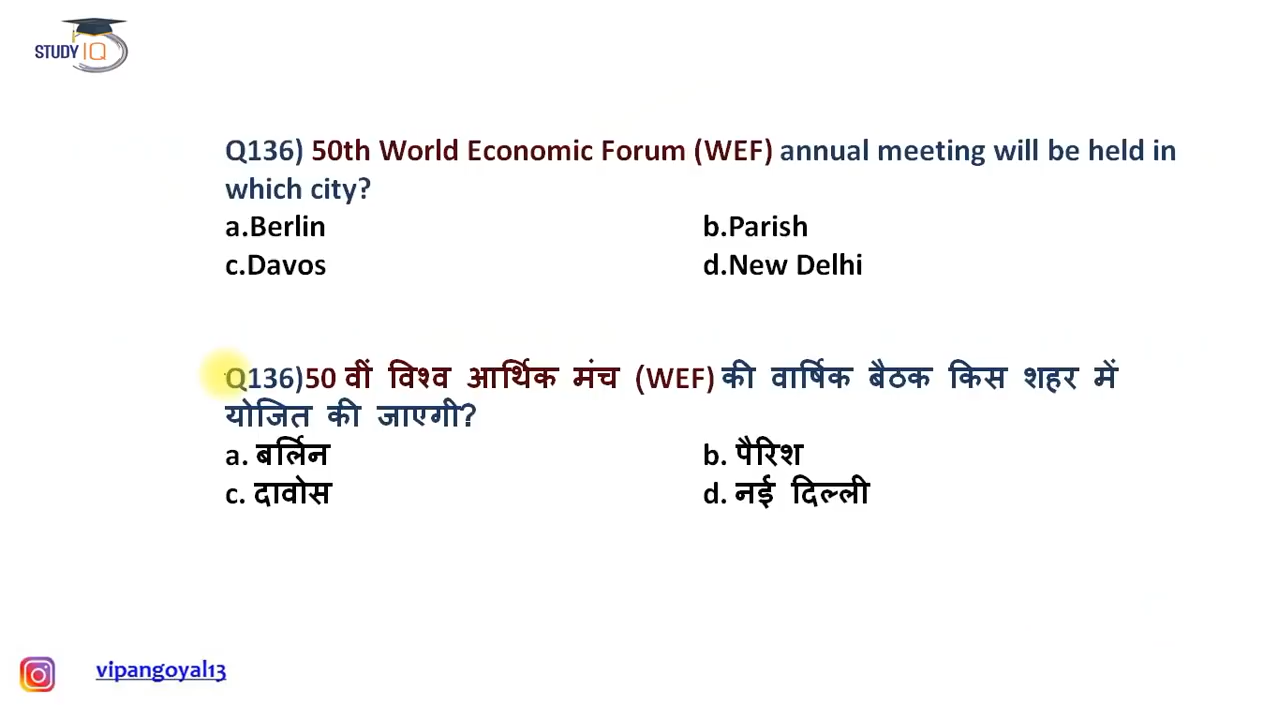 STUDY IQ
Q136) 50th World Economic Forum (WEF) annual meeting will be held in
which city?
a.Berlin b.Parish
c.Davos d.New Delhi
Q136)50 वीं विश्व आर्थिक मंच (WEF) की वार्षिक बैठक किस शहर में
योजित की जाएगी?
a. बर्लिन b. पैरिश
c. दावोस d. नई दिल्ली
vipangoyal13